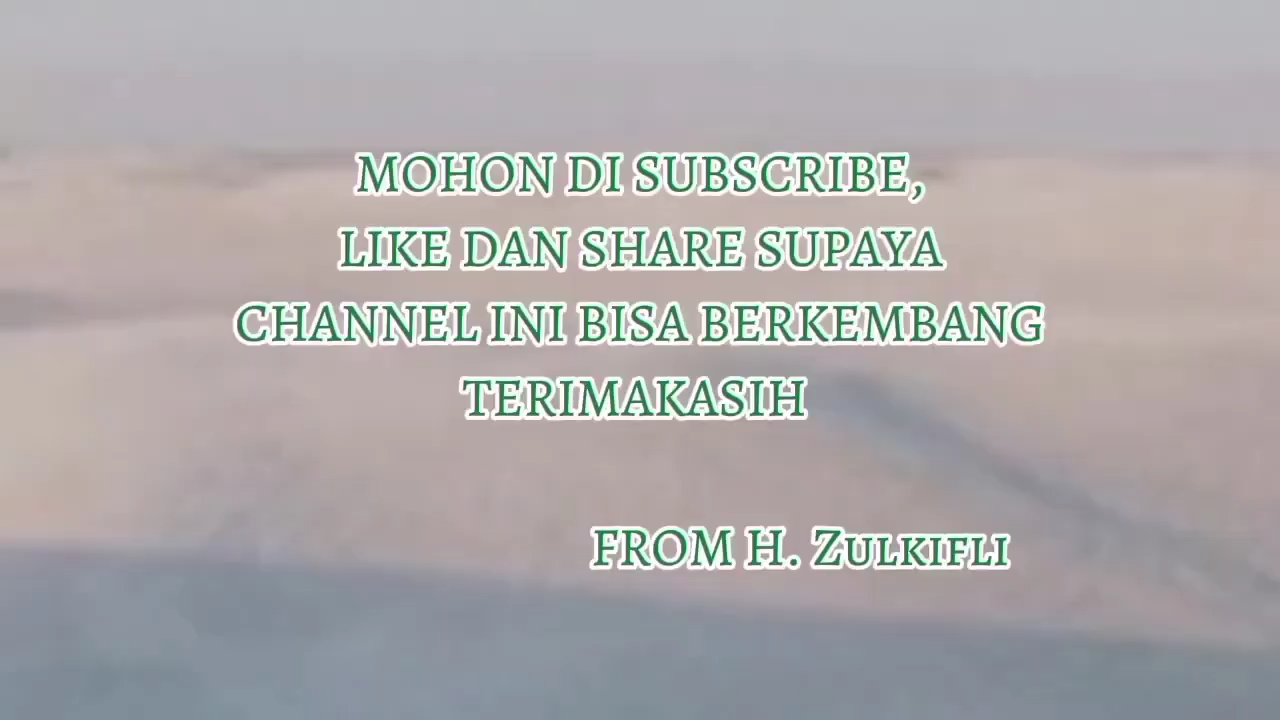 MOHON DI SUBSCRIBE,
LIKE DAN SHARE SUPAYA
CHANNEL INI BISA BERKEMBANG
TERIMAKASIH
FROM H. Zulkifli